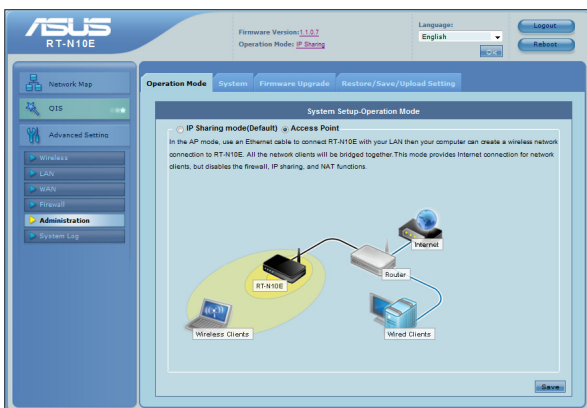 ASUS
RT-N10E
Firmware Version:1.1.0.7
Operation Mode: IP Sharing
Language:
English
OK
Logout
Reboot
Network Map
OIS
Advanced Setting
Wireless
LAN
WAN
Firewall
Administration
System Log
Operation Mode System Firmware Upgrade Restore/Save/Upload Setting
System Setup-Operation Mode
IP Sharing mode(Default) Access Point
In the AP mode, use an Ethernet cable to connect RT-N10E with your LAN then your computer can create a wireless network
connection to RT-N10E. All the network clients will be bridged together.This mode provides Internet connection for network
clients, but disables the firewall, IP sharing, and NAT functions.
Internet
Router
RT-N10E
Wireless Clients
Wired Clients
Save